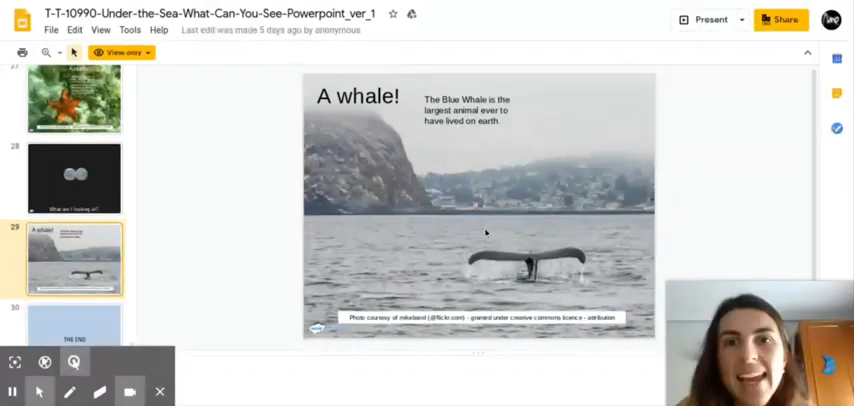 T-T-10990-Under-the-Sea-What-Can-You-See-Powerpoint_ver_1
File Edit View Tools Help Last edit was made 5 days ago by anonymous
Present
Share
View only
27
28
What am I looking at?
29
A whale!
30
THE END
A whale!
The Blue Whale is the
largest animal ever to
have lived on earth.
Photo courtesy of mikebaird (@flickr.com) - granted under creative commons licence - attribution